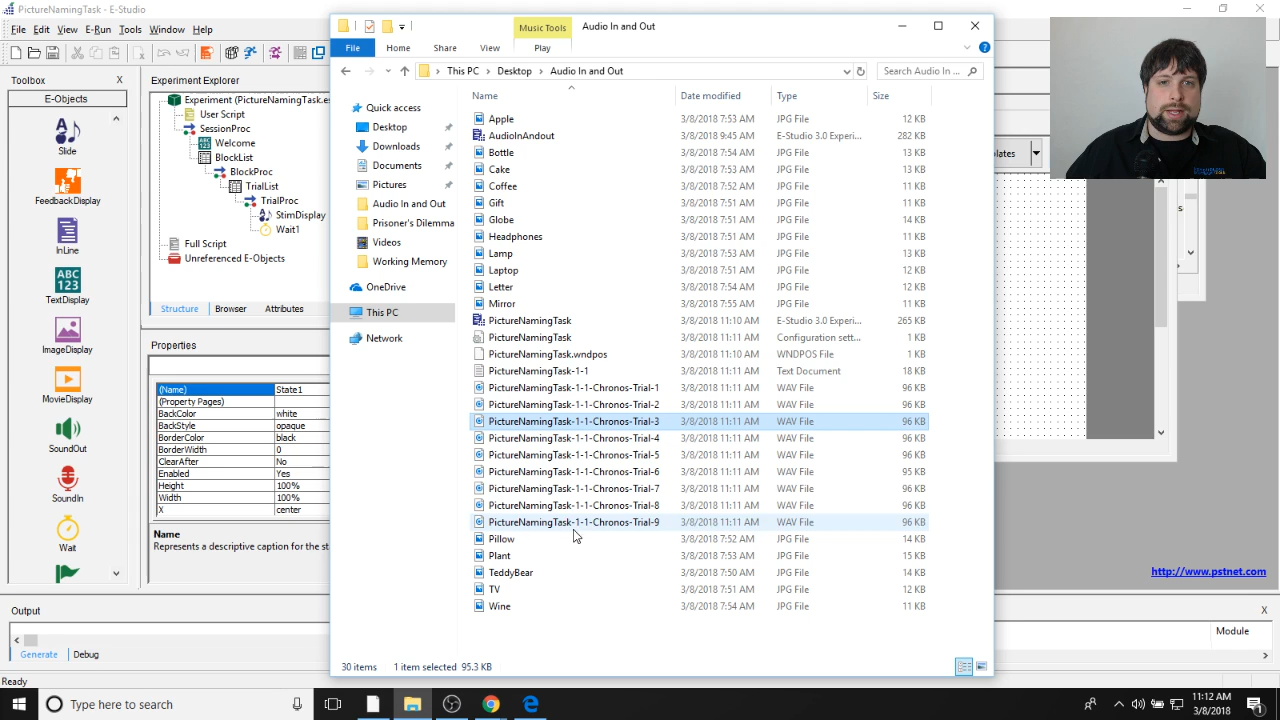 PictureNamingTask - E-Studio
File Edit View E-Run Tools Window Help
Toolbox
E-Objects
Slide
FeedbackDisplay
InLine
TextDisplay
ImageDisplay
MovieDisplay
SoundOut
SoundIn
Wait
Experiment Explorer
Experiment (PictureNamingTask.es
User Script
SessionProc
Welcome
BlockList
BlockProc
TrialList
TrialProc
StimDisplay
Wait1
Full Script
Unreferenced E-Objects
Structure Browser Attributes
Properties
(Name) State1
(Property Pages)
BackColor white
BackStyle opaque
BorderColor black
BorderWidth 0
ClearAfter No
Enabled Yes
Height 100%
Width 100%
X center
Name
Represents a descriptive caption for the sta
Output
Generate Debug
Ready
Music Tools Audio In and Out
File Home Share View Play
This PC > Desktop > Audio In and Out
Search Audio In ...
Quick access
Desktop
Downloads
Documents
Pictures
Audio In and Out
Prisoner's Dilemma
Videos
Working Memory
OneDrive
This PC
Network
Name Date modified Type Size
Apple 3/8/2018 7:53 AM JPG File 12 KB
AudioInAndout 3/8/2018 9:45 AM E-Studio 3.0 Experi... 282 KB
Bottle 3/8/2018 7:54 AM JPG File 13 KB
Cake 3/8/2018 7:53 AM JPG File 13 KB
Coffee 3/8/2018 7:52 AM JPG File 11 KB
Gift 3/8/2018 7:51 AM JPG File 11 KB
Globe 3/8/2018 7:51 AM JPG File 14 KB
Headphones 3/8/2018 7:51 AM JPG File 11 KB
Lamp 3/8/2018 7:53 AM JPG File 13 KB
Laptop 3/8/2018 7:51 AM JPG File 12 KB
Letter 3/8/2018 7:54 AM JPG File 11 KB
Mirror 3/8/2018 7:55 AM JPG File 11 KB
PictureNamingTask 3/8/2018 11:10 AM E-Studio 3.0 Experi... 265 KB
PictureNamingTask 3/8/2018 11:11 AM Configuration sett... 1 KB
PictureNamingTask.wndpos 3/8/2018 11:10 AM WNDPOS File 1 KB
PictureNamingTask-1-1 3/8/2018 11:11 AM Text Document 18 KB
PictureNamingTask-1-1-Chronos-Trial-1 3/8/2018 11:11 AM WAV File 96 KB
PictureNamingTask-1-1-Chronos-Trial-2 3/8/2018 11:11 AM WAV File 96 KB
PictureNamingTask-1-1-Chronos-Trial-3 3/8/2018 11:11 AM WAV File 96 KB
PictureNamingTask-1-1-Chronos-Trial-4 3/8/2018 11:11 AM WAV File 96 KB
PictureNamingTask-1-1-Chronos-Trial-5 3/8/2018 11:11 AM WAV File 96 KB
PictureNamingTask-1-1-Chronos-Trial-6 3/8/2018 11:11 AM WAV File 95 KB
PictureNamingTask-1-1-Chronos-Trial-7 3/8/2018 11:11 AM WAV File 96 KB
PictureNamingTask-1-1-Chronos-Trial-8 3/8/2018 11:11 AM WAV File 96 KB
PictureNamingTask-1-1-Chronos-Trial-9 3/8/2018 11:11 AM WAV File 96 KB
Pillow 3/8/2018 7:52 AM JPG File 14 KB
Plant 3/8/2018 7:53 AM JPG File 15 KB
TeddyBear 3/8/2018 7:50 AM JPG File 14 KB
TV 3/8/2018 7:51 AM JPG File 12 KB
Wine 3/8/2018 7:54 AM JPG File 11 KB
30 items 1 item selected 95.3 KB
plates
s
http://www.pstnet.com
Module
Type here to search
11:12 AM
3/8/2018
1